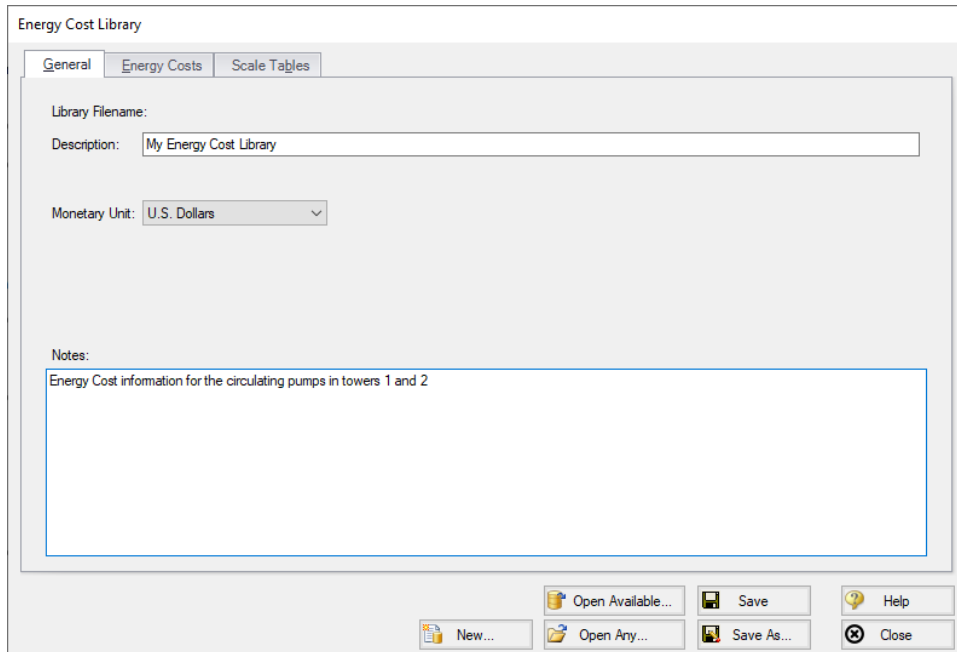 Energy Cost Library
General Energy Costs Scale Tables
Library Filename:
Description: My Energy Cost Library
Monetary Unit: U.S. Dollars
Notes:
Energy Cost information for the circulating pumps in towers 1 and 2
Open Available... Save Help
New... Open Any... Save As... Close